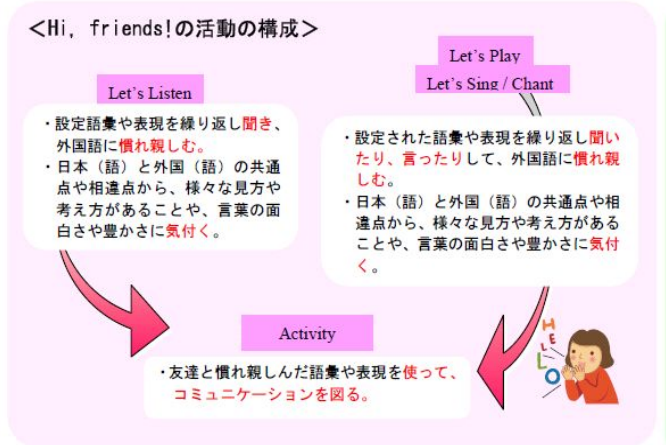 ＜Hi, friends!の活動の構成＞
Let's Listen
・設定語彙や表現を繰り返し聞き、
外国語に慣れ親しむ。
・日本（語）と外国（語）の共通
点や相違点から、様々な見方や
考え方があることや、言葉の面
白さや豊かさに気付く。
Let's Play
Let's Sing / Chant
・設定された語彙や表現を繰り返し聞い
たり、言ったりして、外国語に慣れ親
しむ。
・日本（語）と外国（語）の共通点や相
違点から、様々な見方や考え方がある
ことや、言葉の面白さや豊かさに気付
く。
Activity
・友達と慣れ親しんだ語彙や表現を使って、
コミュニケーションを図る。
HELLO